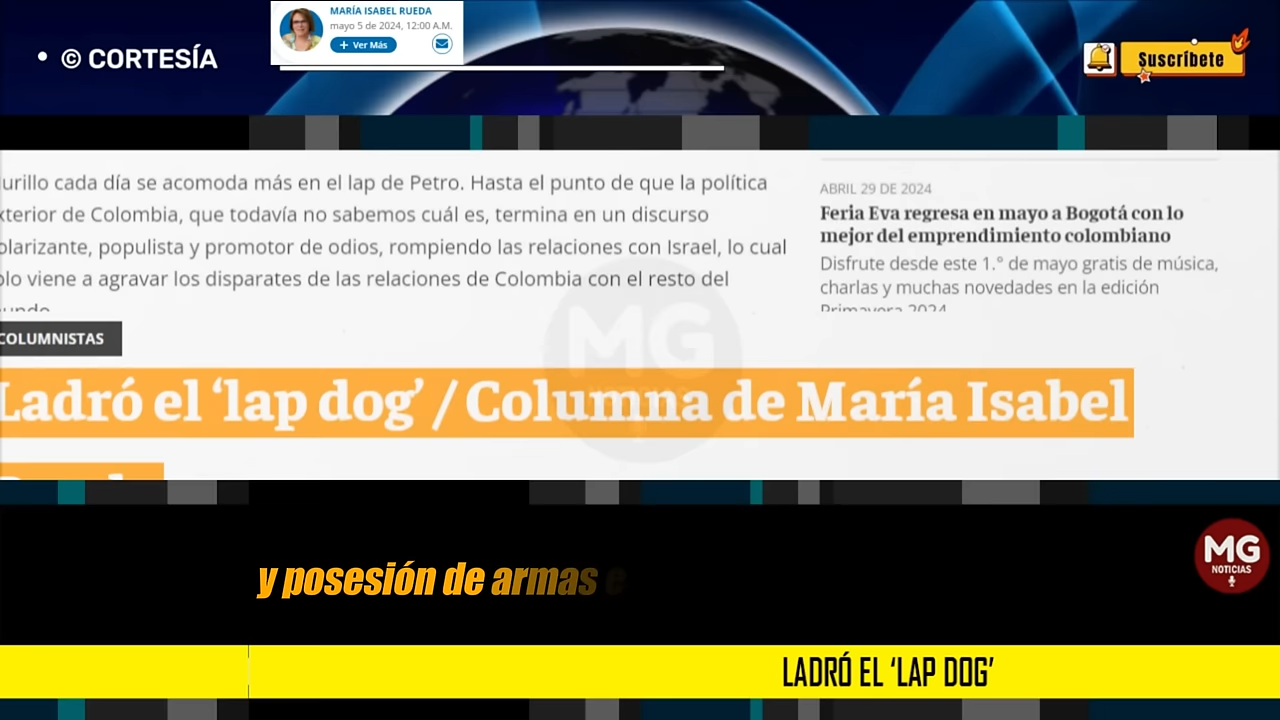 MARÍA ISABEL RUEDA
mayo 5 de 2024, 12:00 A.M.
+ Ver Más
• © CORTESÍA
Suscríbete
urillo cada día se acomoda más en el lap de Petro. Hasta el punto de que la política
xterior de Colombia, que todavía no sabemos cuál es, termina en un discurso
olarizante, populista y promotor de odios, rompiendo las relaciones con Israel, lo cual
olo viene a agravar los disparates de las relaciones de Colombia con el resto del
ABRIL 29 DE 2024
Feria Eva regresa en mayo a Bogotá con lo
mejor del emprendimiento colombiano
Disfrute desde este 1.° de mayo gratis de música,
charlas y muchas novedades en la edición
Primavera 2024
COLUMNISTAS
Ladró el ‘lap dog’ / Columna de María Isabel
MG
NOTICIAS
y posesión de armas e
MG
NOTICIAS
LADRÓ EL ‘LAP DOG’